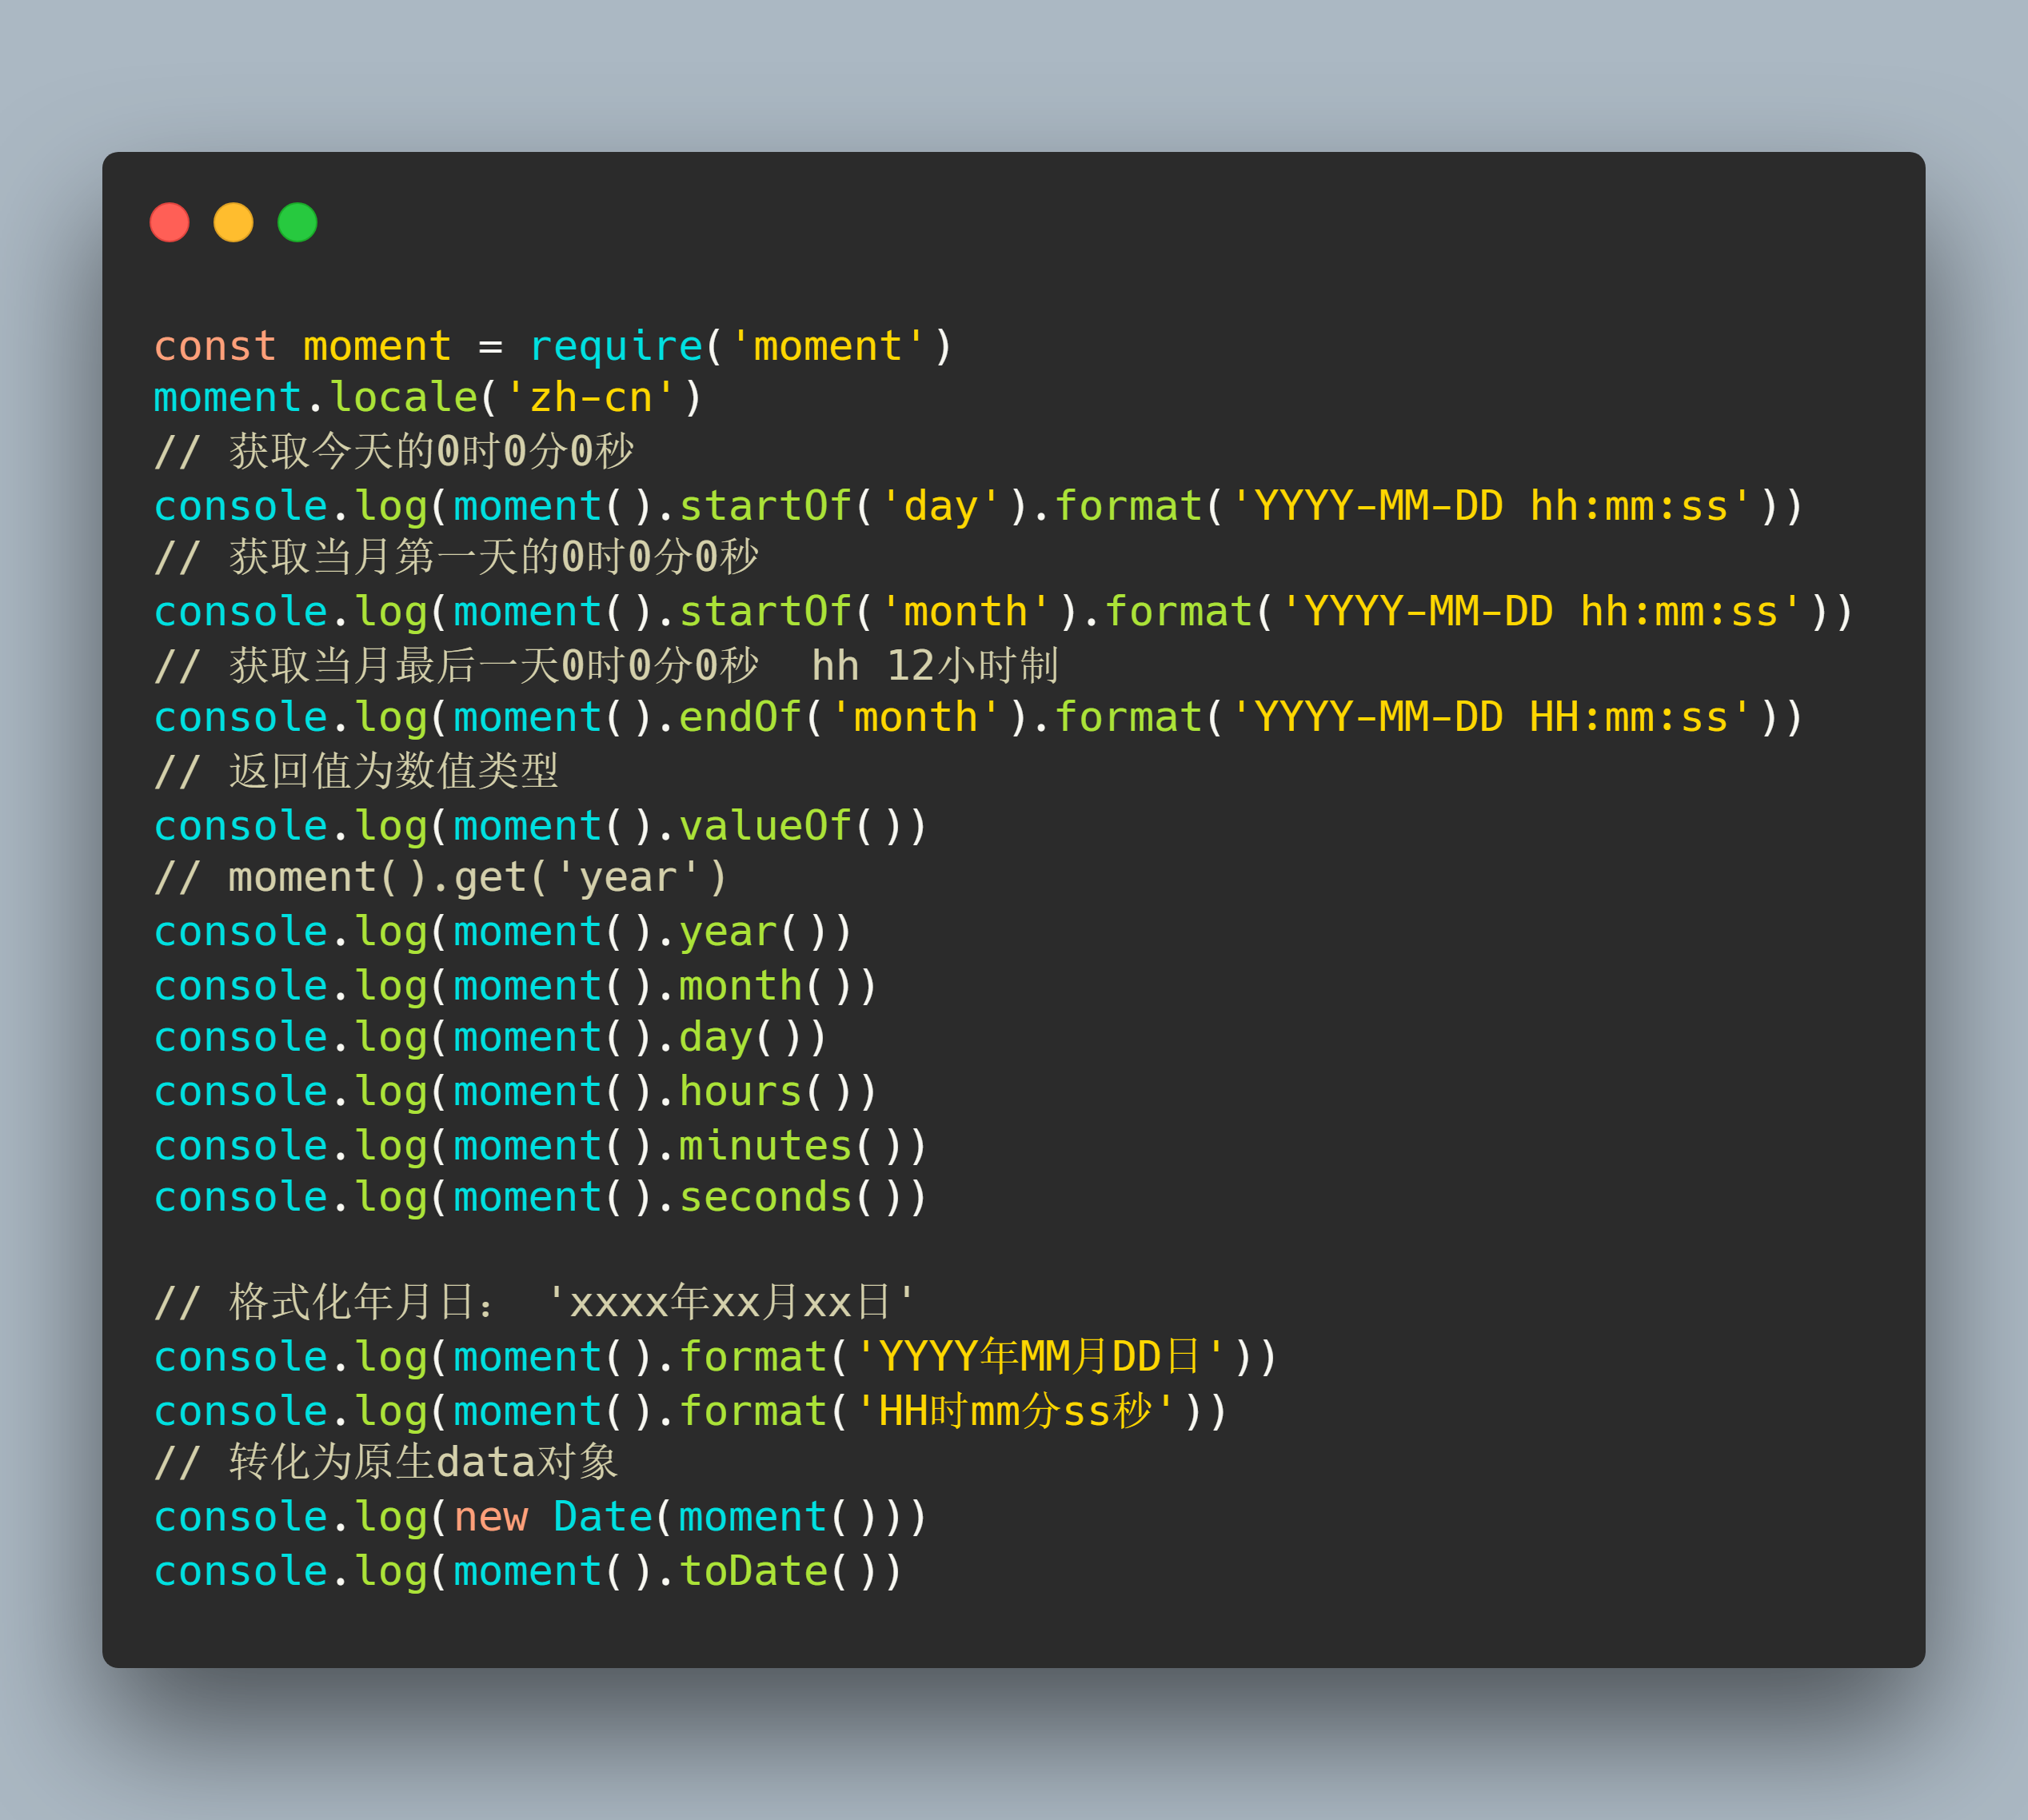 const moment = require('moment')
moment.locale('zh-cn')
// 获取今天的0时0分0秒
console.log(moment().startOf('day').format('YYYY-MM-DD hh:mm:ss'))
// 获取当月第一天的0时0分0秒
console.log(moment().startOf('month').format('YYYY-MM-DD hh:mm:ss'))
// 获取当月最后一天0时0分0秒  hh 12小时制
console.log(moment().endOf('month').format('YYYY-MM-DD HH:mm:ss'))
// 返回值为数值类型
console.log(moment().valueOf())
// moment().get('year')
console.log(moment().year())
console.log(moment().month())
console.log(moment().day())
console.log(moment().hours())
console.log(moment().minutes())
console.log(moment().seconds())
// 格式化年月日： 'xxxx年xx月xx日'
console.log(moment().format('YYYY年MM月DD日'))
console.log(moment().format('HH时mm分ss秒'))
// 转化为原生data对象
console.log(new Date(moment()))
console.log(moment().toDate())